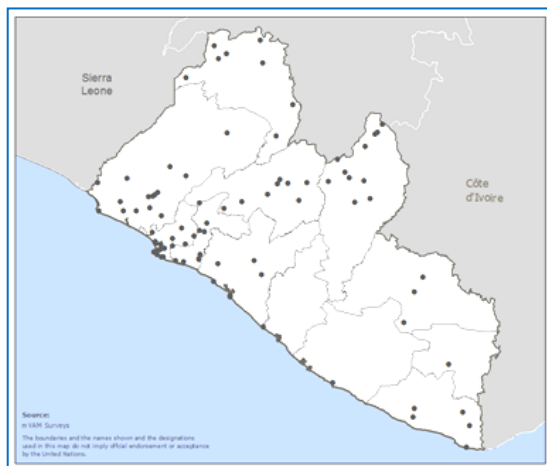 Sierra
Leone
Côte
d'Ivoire
Source:
mVAM Surveys
The boundaries and the names shown and the designations
used in this map do not imply official endorsement or acceptance
by the United Nations.